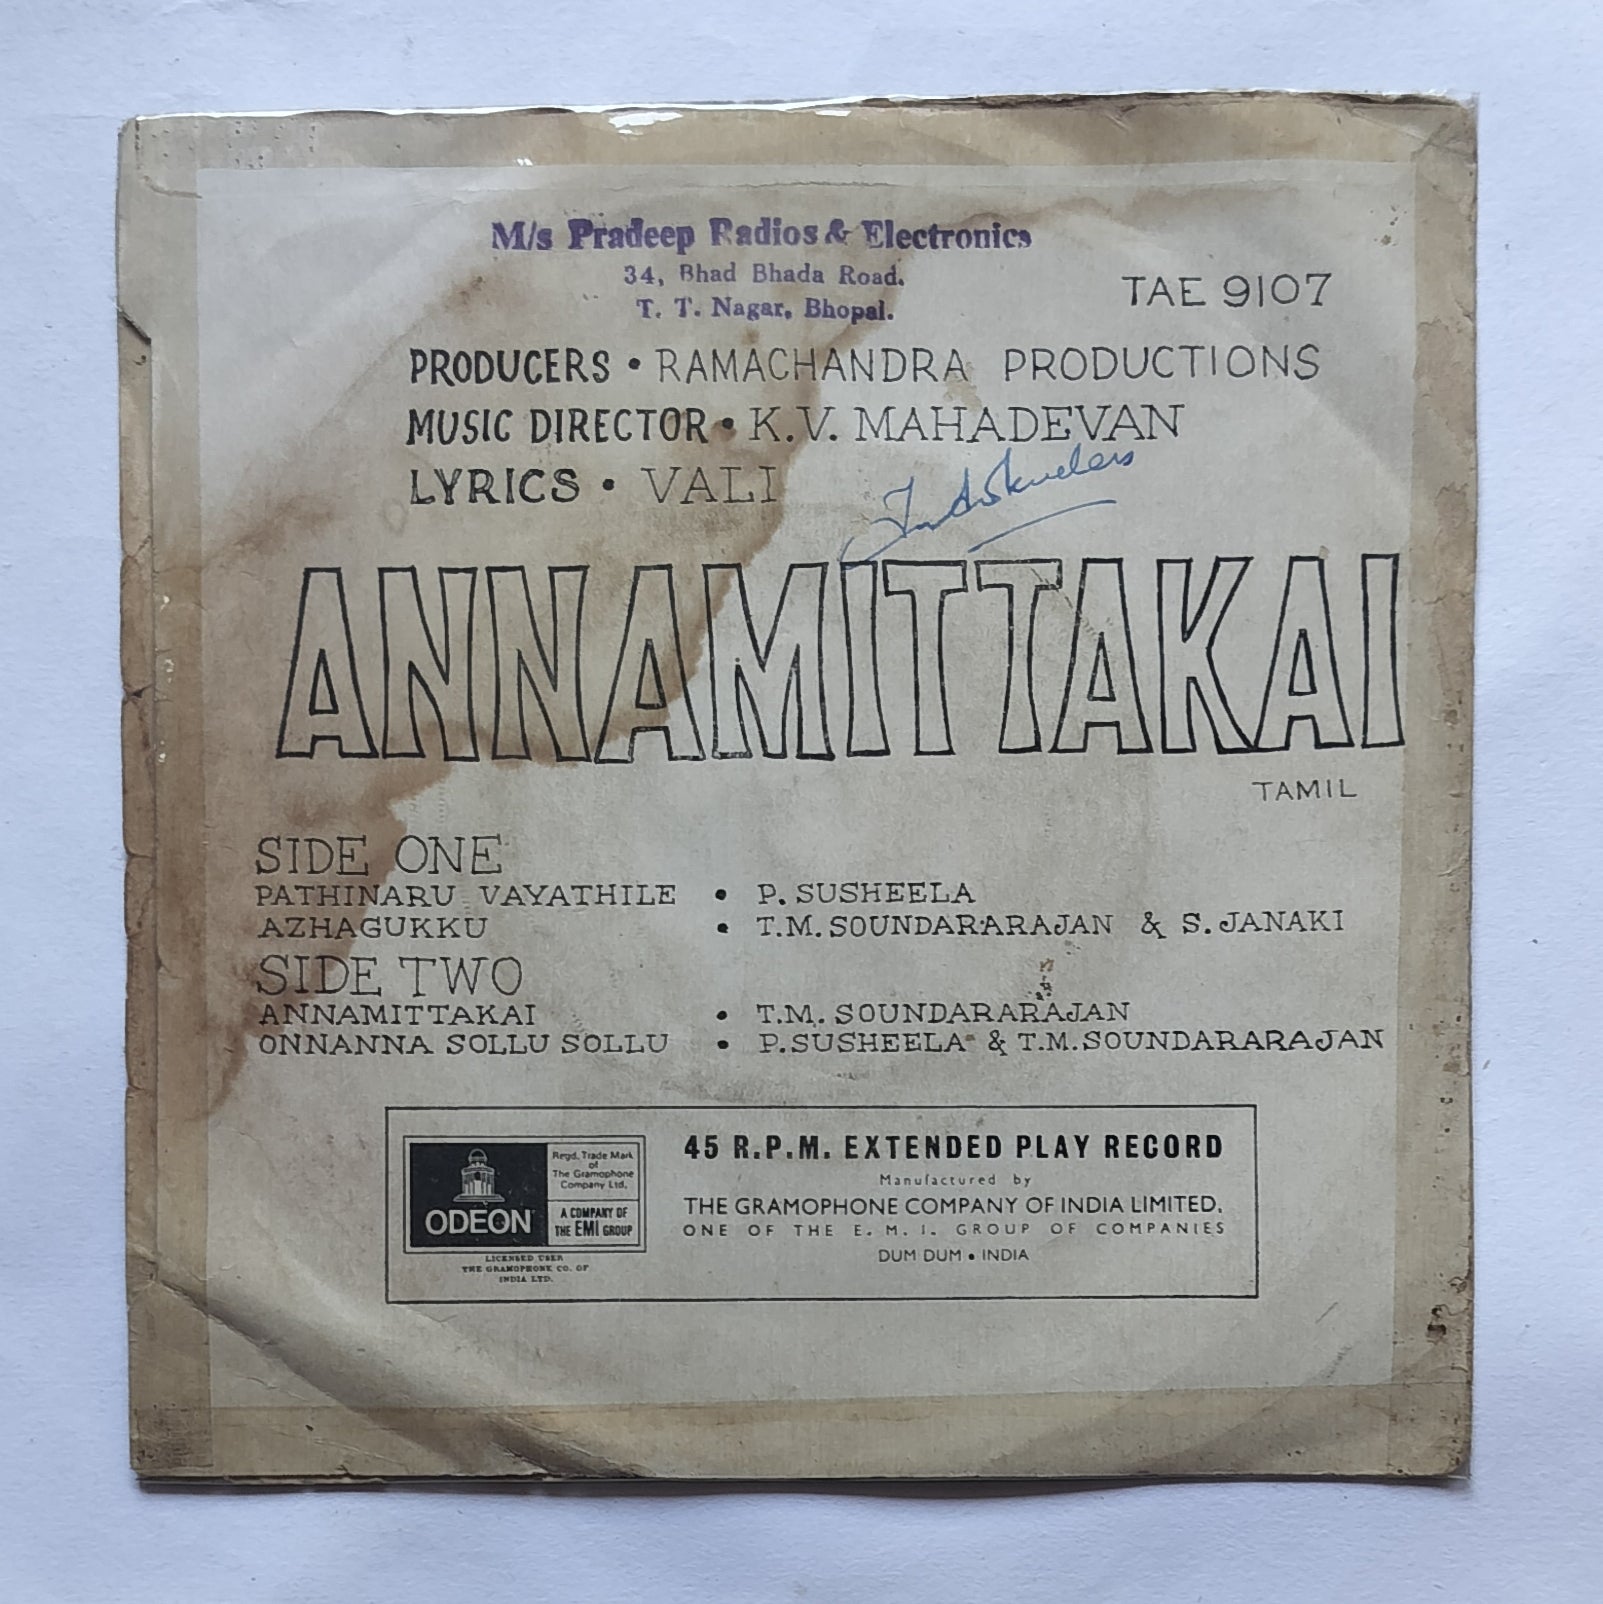 M/s Pradeep Radios & Electronics
34, Bhad Bhada Road.
T. T. Nagar, Bhopal.
TAE 9107
PRODUCERS • RAMACHANDRA PRODUCTIONS
MUSIC DIRECTOR • K.V. MAHADEVAN
LYRICS • VALI
ANNAMITTAKAI
TAMIL
SIDE ONE
PATHINARU VAYATHILE • P. SUSHEELA
AZHAGUKKU • T.M. SOUNDARARAJAN & S. JANAKI
SIDE TWO
ANNAMITTAKAI • T.M. SOUNDARARAJAN
ONNANNA SOLLU SOLLU • P. SUSHEELA & T.M. SOUNDARARAJAN
ODEON
Regd. Trade Mark
of
The Gramophone
Company Ltd.
A COMPANY OF
THE EMI GROUP
LICENSED USER
THE GRAMOPHONE CO. OF
INDIA LTD.
45 R.P.M. EXTENDED PLAY RECORD
Manufactured by
THE GRAMOPHONE COMPANY OF INDIA LIMITED.
ONE OF THE E. M. I. GROUP OF COMPANIES
DUM DUM • INDIA